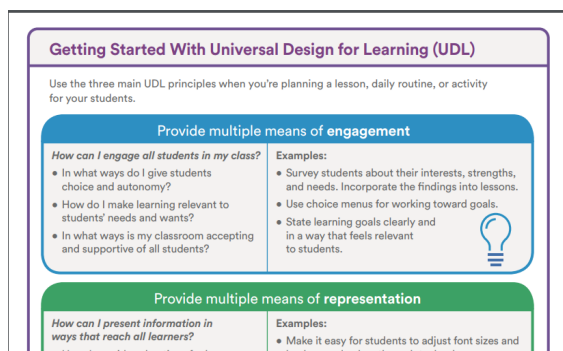 Getting Started With Universal Design for Learning (UDL)
Use the three main UDL principles when you're planning a lesson, daily routine, or activity
for your students.
Provide multiple means of engagement
How can I engage all students in my class?
• In what ways do I give students
choice and autonomy?
• How do I make learning relevant to
students' needs and wants?
• In what ways is my classroom accepting
and supportive of all students?
Examples:
• Survey students about their interests, strengths,
and needs. Incorporate the findings into lessons.
• Use choice menus for working toward goals.
• State learning goals clearly and
in a way that feels relevant
to students.
Provide multiple means of representation
How can I present information in
ways that reach all learners?
Examples:
• Make it easy for students to adjust font sizes and